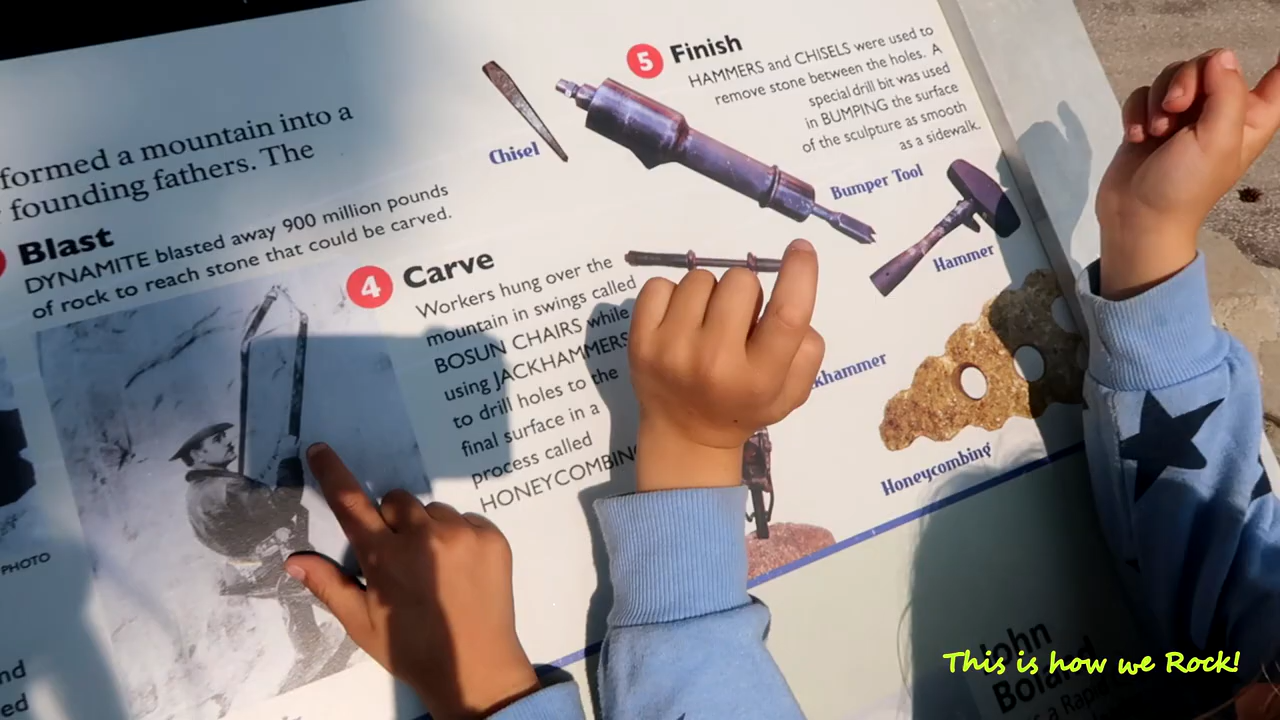 formed a mountain into a
founding fathers. The
Blast
DYNAMITE blasted away 900 million pounds
of rock to reach stone that could be carved.
PHOTO
nd
ed
4 Carve
Workers hung over the
mountain in swings called
BOSUN CHAIRS while
using JACKHAMMERS
to drill holes to the
final surface in a
process called
HONEYCOMBING
5 Finish
HAMMERS and CHISELS were used to
remove stone between the holes. A
special drill bit was used
in BUMPING the surface
of the sculpture as smooth
as a sidewalk.
Chisel
Bumper Tool
Hammer
khammer
Honeycombing
John
Boland
This is how we Rock!